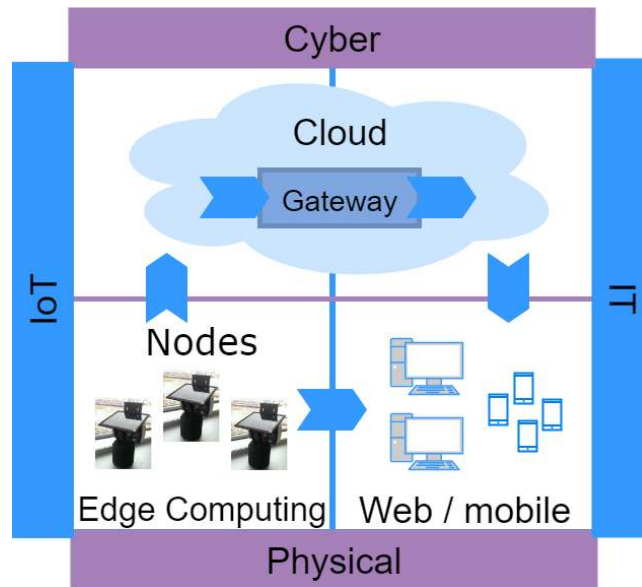 Cyber
Cloud
Gateway
IoT
IT
Nodes
Edge Computing
Web / mobile
Physical